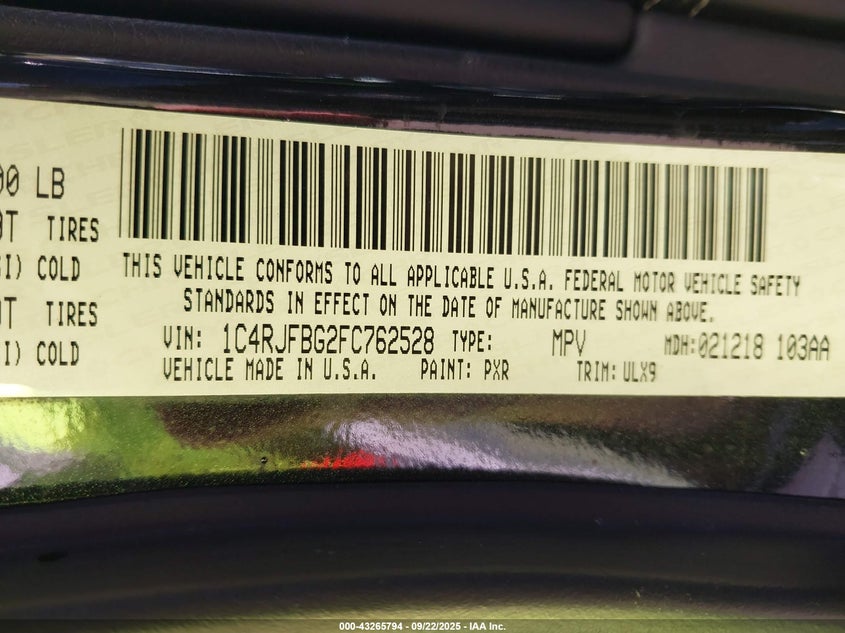 00 LB
TIRES
COLD
TIRES
COLD
THIS VEHICLE CONFORMS TO ALL APPLICABLE U.S.A. FEDERAL MOTOR VEHICLE SAFETY
STANDARDS IN EFFECT ON THE DATE OF MANUFACTURE SHOWN ABOVE.
VIN: 1C4RJFBG2FC762528 TYPE: MPV MDH:021218 103AA
VEHICLE MADE IN U.S.A. PAINT: PXR TRIM: ULX9
000-43265794 - 09/22/2025 - IAA Inc.